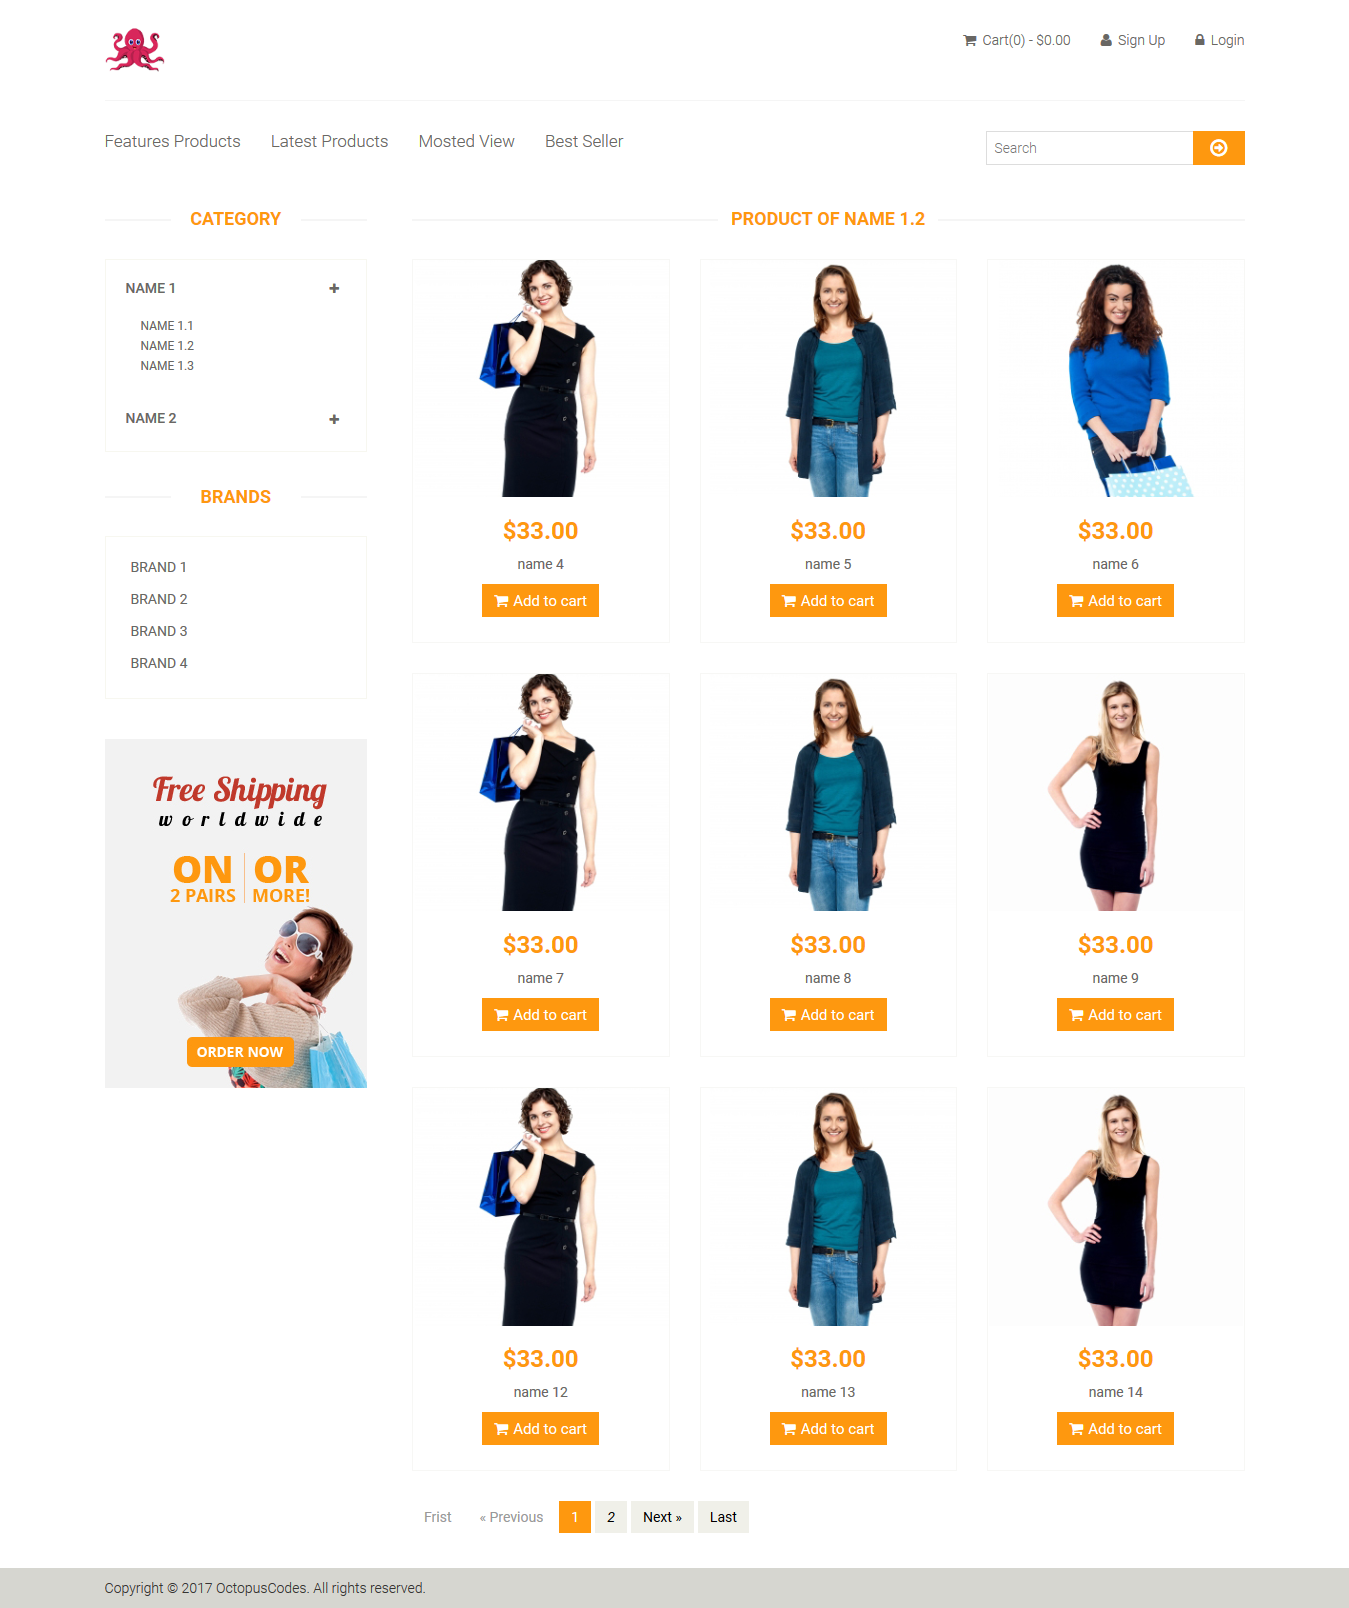 Cart(0) - $0.00 Sign Up Login
Features Products Latest Products Mosted View Best Seller Search
CATEGORY
NAME 1
NAME 1.1
NAME 1.2
NAME 1.3
NAME 2
BRANDS
BRAND 1
BRAND 2
BRAND 3
BRAND 4
Free Shipping
worldwide
ON OR
2 PAIRS MORE!
ORDER NOW
PRODUCT OF NAME 1.2
$33.00 $33.00 $33.00
name 4 name 5 name 6
Add to cart Add to cart Add to cart
$33.00 $33.00 $33.00
name 7 name 8 name 9
Add to cart Add to cart Add to cart
$33.00 $33.00 $33.00
name 12 name 13 name 14
Add to cart Add to cart Add to cart
Frist « Previous 1 2 Next » Last
Copyright © 2017 OctopusCodes. All rights reserved.